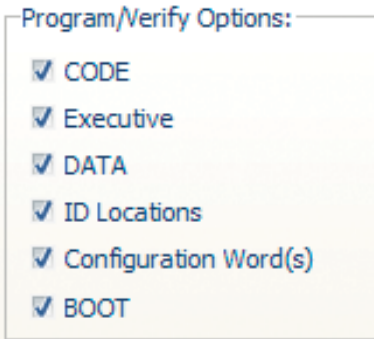 Program/Verify Options:
CODE
Executive
DATA
ID Locations
Configuration Word(s)
BOOT